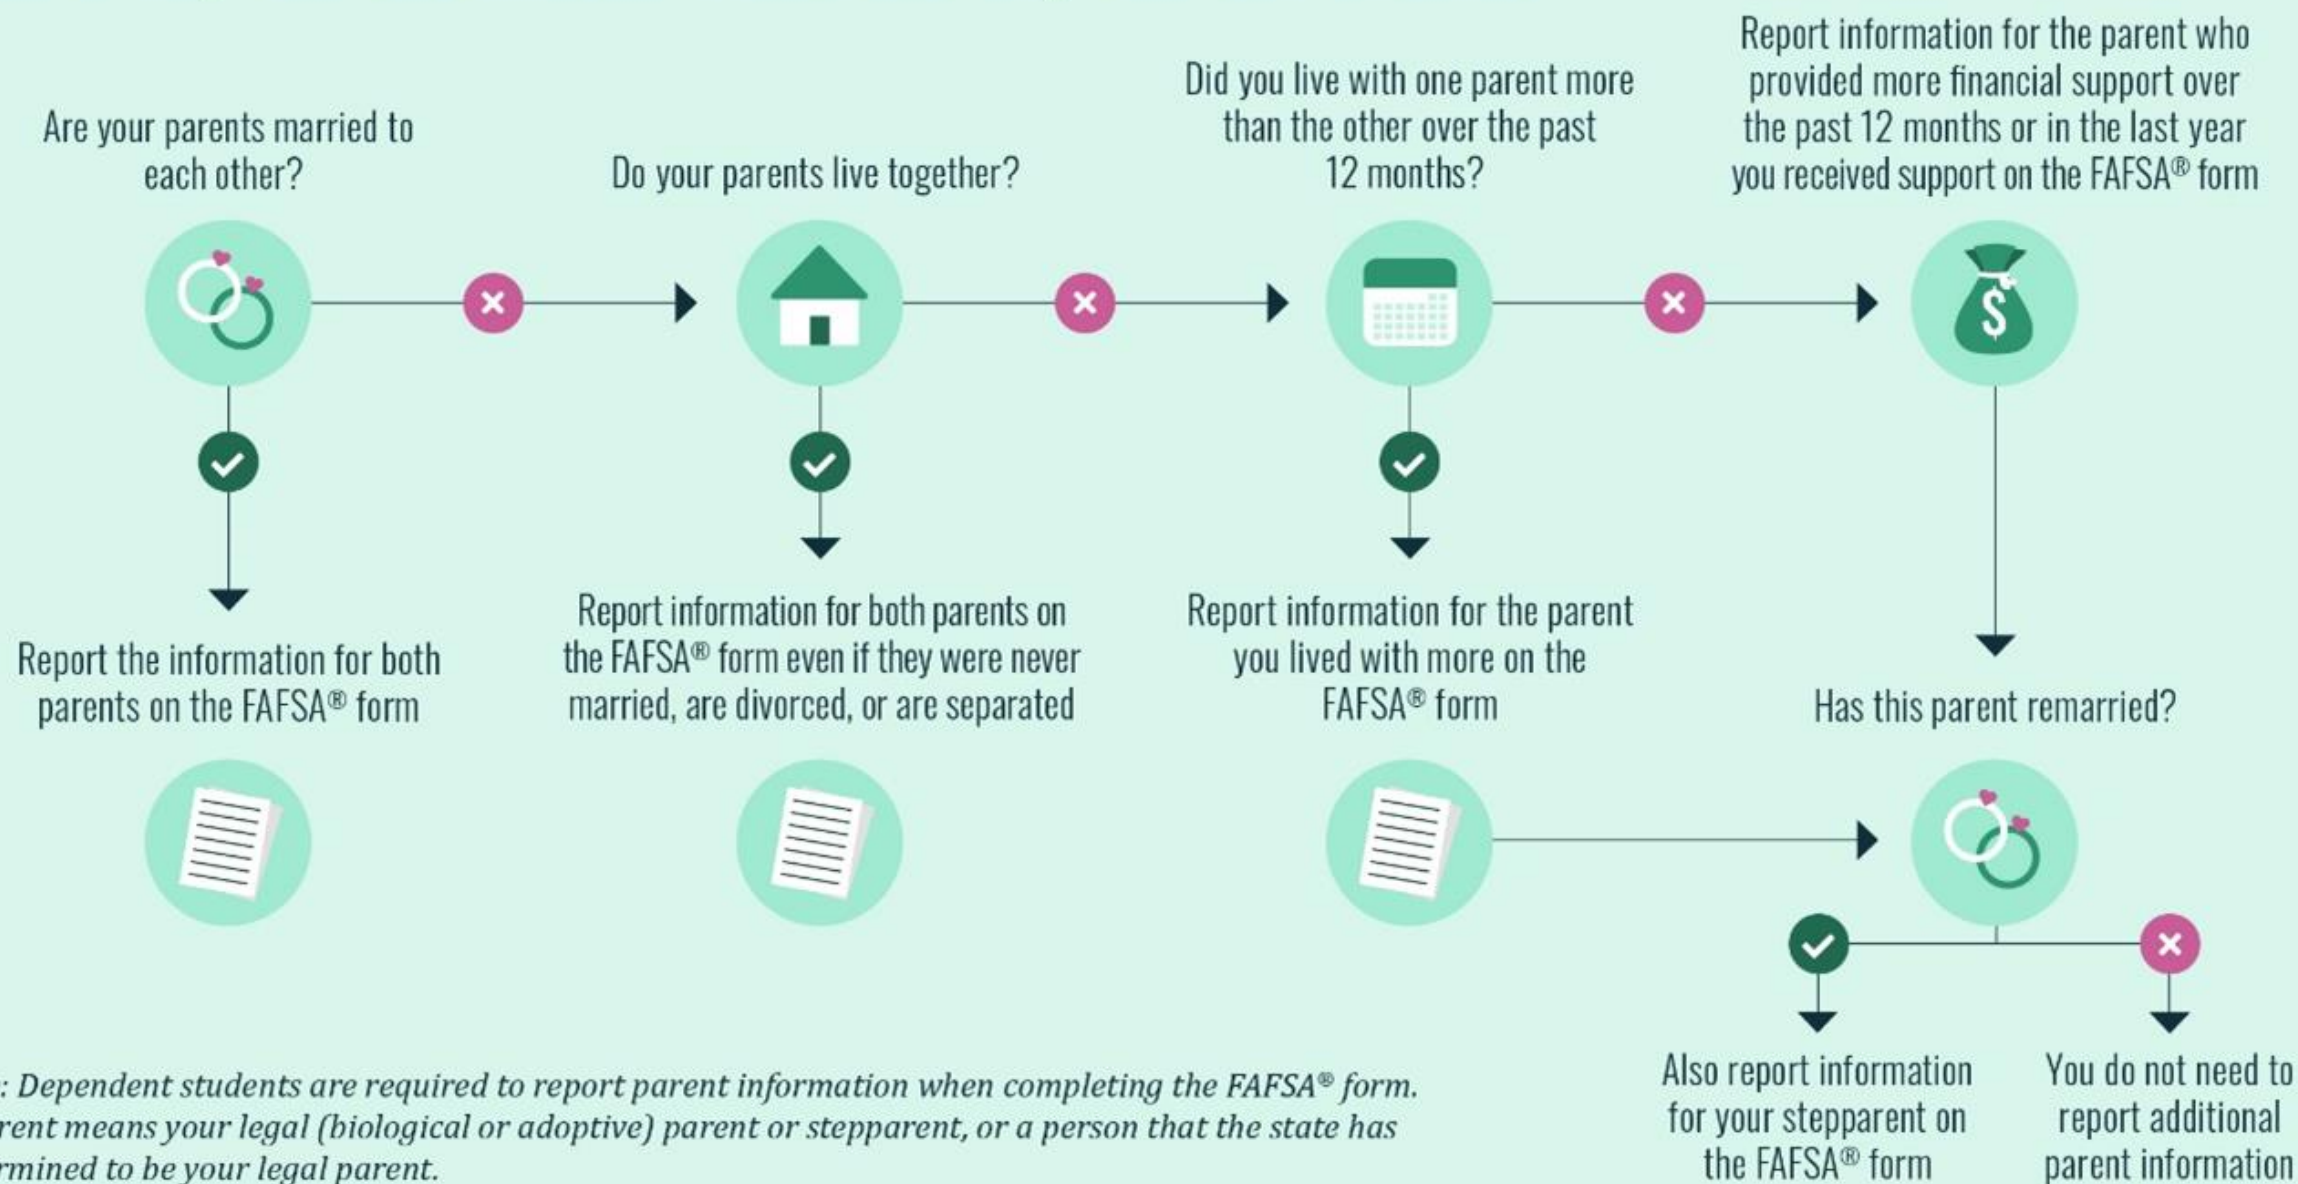 Are your parents married to
each other?
Do your parents live together?
Did you live with one parent more
than the other over the past
12 months?
Report information for the parent who
provided more financial support over
the past 12 months or in the last year
you received support on the FAFSA® form
$
Report the information for both
parents on the FAFSA® form
Report information for both parents on
the FAFSA® form even if they were never
married, are divorced, or are separated
Report information for the parent
you lived with more on the
FAFSA® form
Has this parent remarried?
Also report information
for your stepparent on
the FAFSA® form
You do not need to
report additional
parent information
: Dependent students are required to report parent information when completing the FAFSA® form.
means your legal (biological or adoptive) parent or stepparent, or a person that the state has
to be your legal parent.